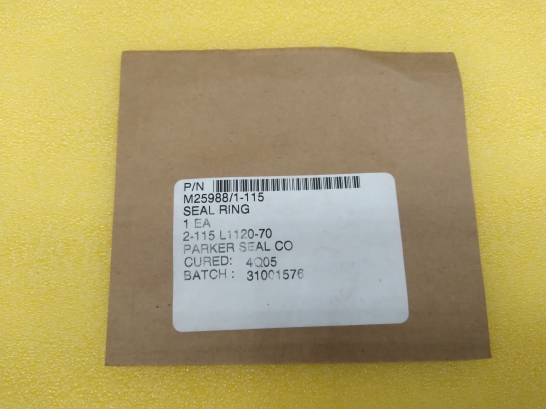 P/N
M25988/1-115
SEAL RING
1 EA
2-115 L1120-70
PARKER SEAL CO
CURED: 4Q05
BATCH: 31001576